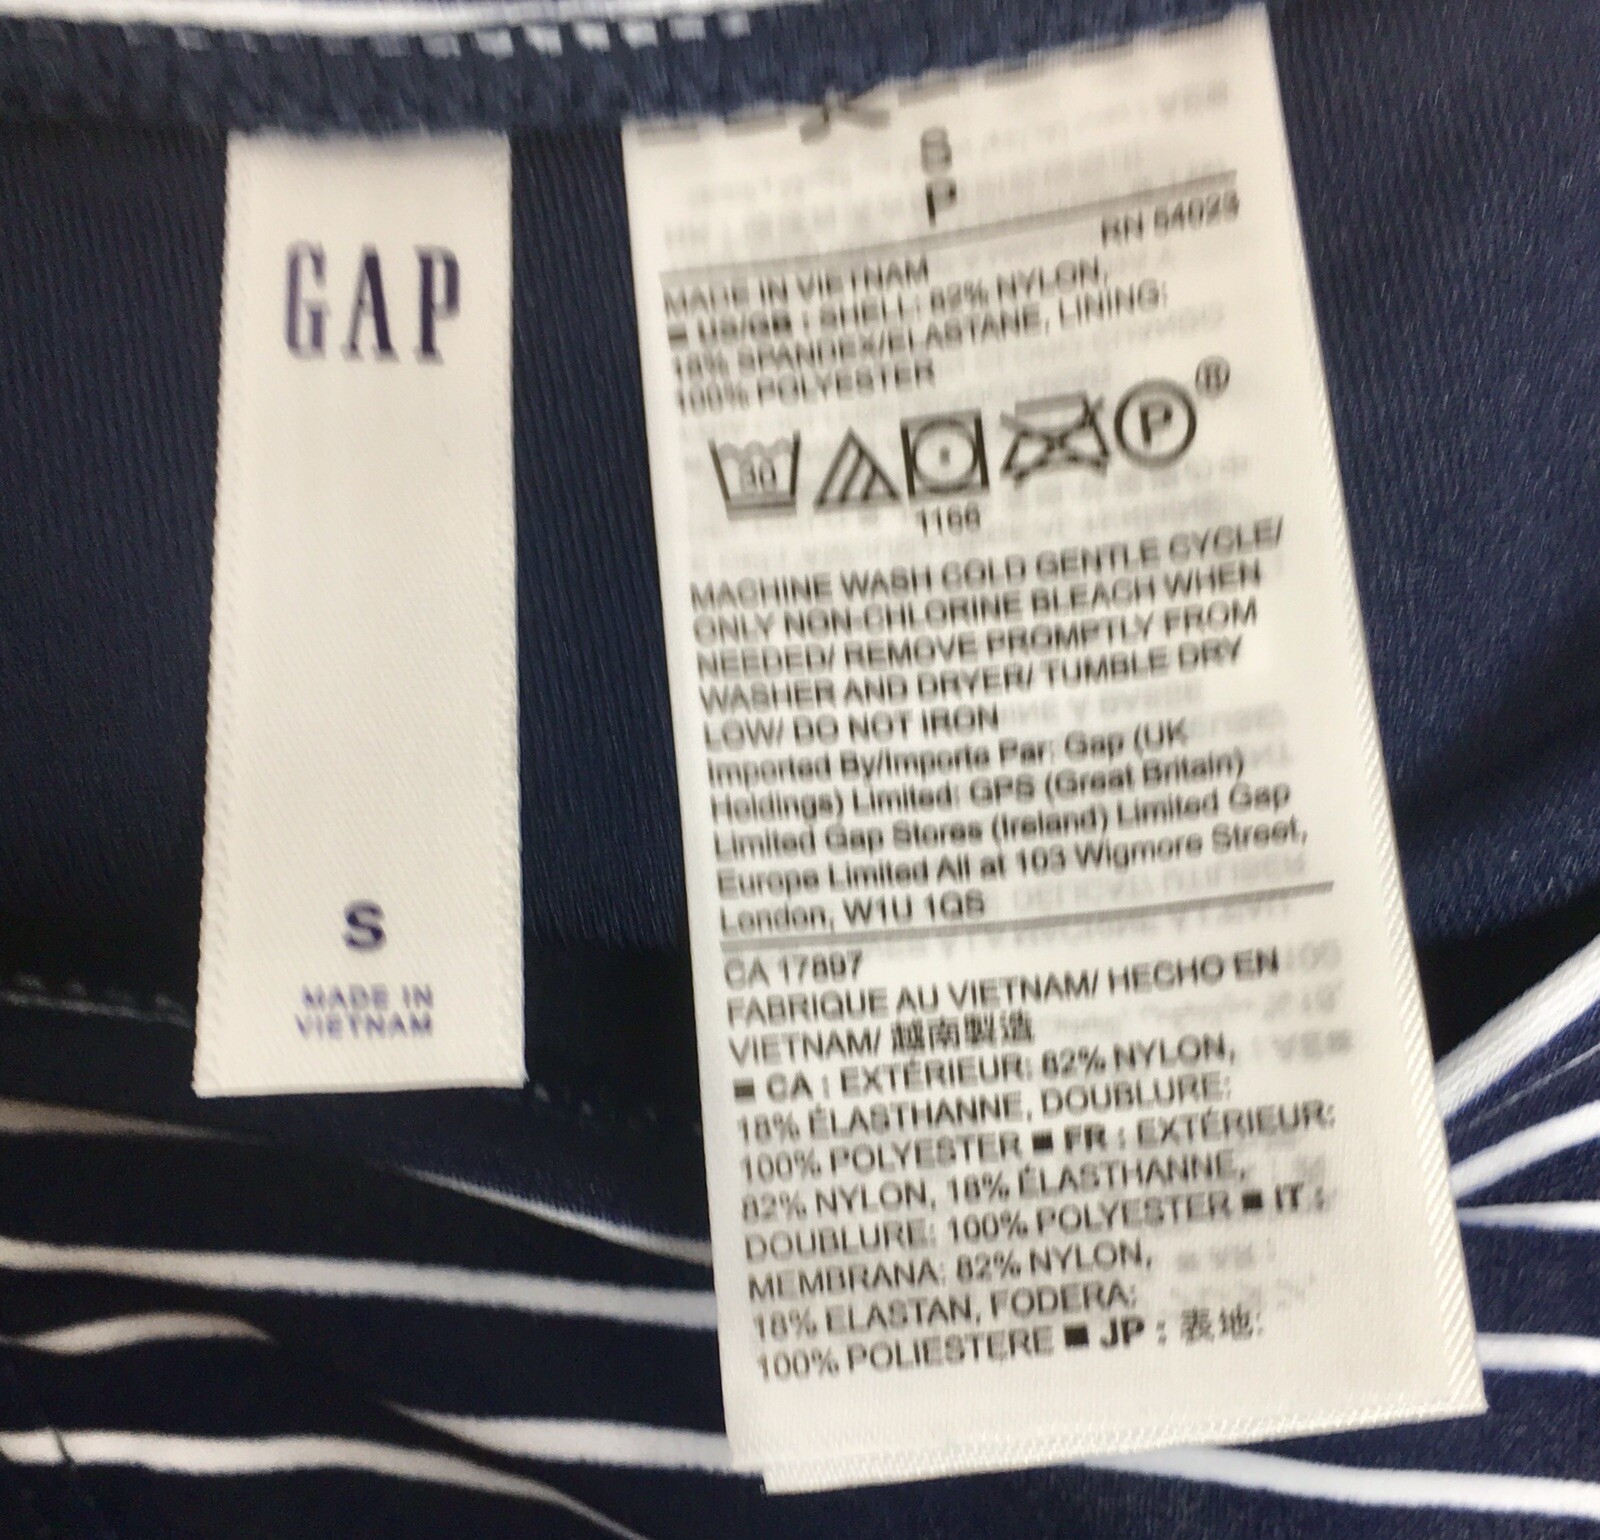 GAP
S
MADE IN
VIETNAM
S
P
RN 54023
MADE IN VIETNAM
■ US/GB : SHELL: 82% NYLON,
18% SPANDEX/ELASTANE, LINING:
100% POLYESTER
30
P ®
1166
MACHINE WASH COLD GENTLE CYCLE/
ONLY NON-CHLORINE BLEACH WHEN
NEEDED/ REMOVE PROMPTLY FROM
WASHER AND DRYER/ TUMBLE DRY
LOW/ DO NOT IRON
Imported By/Importe Par: Gap (UK
Holdings) Limited: GPS (Great Britain)
Limited Gap Stores (Ireland) Limited Gap
Europe Limited All at 103 Wigmore Street,
London, W1U 1QS
CA 17897
FABRIQUE AU VIETNAM/ HECHO EN
VIETNAM/ 越南製造
■ CA : EXTÉRIEUR: 82% NYLON,
18% ÉLASTHANNE, DOUBLURE:
100% POLYESTER ■ FR : EXTÉRIEUR:
82% NYLON, 18% ÉLASTHANNE,
DOUBLURE: 100% POLYESTER ■ IT :
MEMBRANA: 82% NYLON,
18% ELASTAN, FODERA:
100% POLIESTERE ■ JP : 表地: